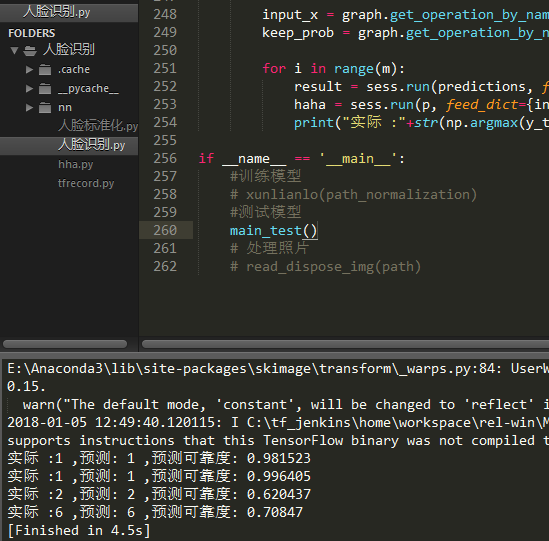 人脸识别.py
FOLDERS
人脸识别
.cache
__pycache__
nn
人脸标准化.py
人脸识别.py
hha.py
tfrecord.py
248 input_x = graph.get_operation_by_nam
249 keep_prob = graph.get_operation_by_n
250
251 for i in range(m):
252 result = sess.run(predictions, f
253 haha = sess.run(p, feed_dict={in
254 print("实际 :"+str(np.argmax(y_t
255
256 if __name__ == '__main__':
257 #训练模型
258 # xunlianlo(path_normalization)
259 #测试模型
260 main_test()
261 # 处理照片
262 # read_dispose_img(path)
E:\Anaconda3\lib\site-packages\skimage\transform\_warps.py:84: UserW
0.15.
warn("The default mode, 'constant', will be changed to 'reflect' i
2018-01-05 12:49:40.120115: I C:\tf_jenkins\home\workspace\rel-win\M
supports instructions that this TensorFlow binary was not compiled t
实际 :1 ,预测: 1 ,预测可靠度: 0.981523
实际 :1 ,预测: 1 ,预测可靠度: 0.996405
实际 :2 ,预测: 2 ,预测可靠度: 0.620437
实际 :6 ,预测: 6 ,预测可靠度: 0.70847
[Finished in 4.5s]